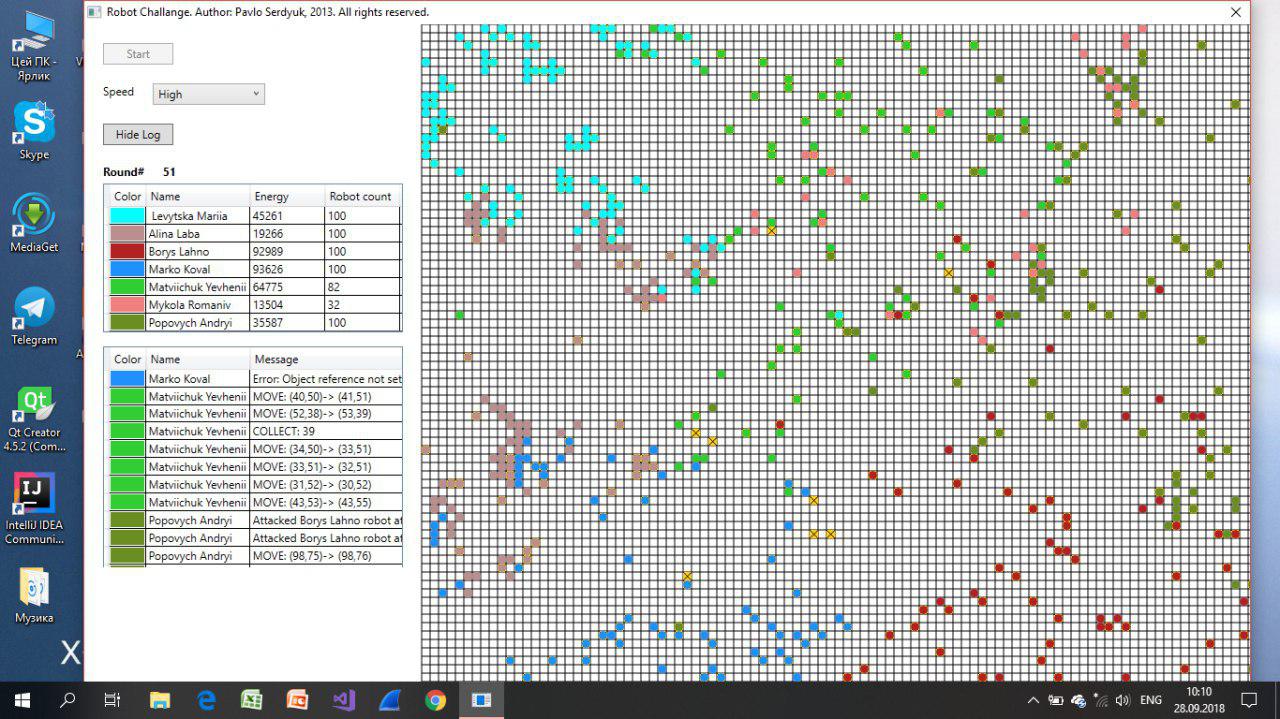 Robot Challange. Author: Pavlo Serdyuk, 2013. All rights reserved.
Start
Speed High
Hide Log
Round# 51
Color Name Energy Robot count
Levytska Mariia 45261 100
Alina Laba 19266 100
Borys Lahno 92989 100
Marko Koval 93626 100
Matviichuk Yevhenii 64775 82
Mykola Romaniv 13504 32
Popovych Andryi 35587 100
Color Name Message
Marko Koval Error: Object reference not set
Matviichuk Yevhenii MOVE: (40,50)-> (41,51)
Matviichuk Yevhenii MOVE: (52,38)-> (53,39)
Matviichuk Yevhenii COLLECT: 39
Matviichuk Yevhenii MOVE: (34,50)-> (33,51)
Matviichuk Yevhenii MOVE: (33,51)-> (32,51)
Matviichuk Yevhenii MOVE: (31,52)-> (30,52)
Matviichuk Yevhenii MOVE: (43,53)-> (43,55)
Popovych Andryi Attacked Borys Lahno robot at
Popovych Andryi Attacked Borys Lahno robot at
Popovych Andryi MOVE: (98,75)-> (98,76)
Цей ПК -
Ярлик
Skype
MediaGet
Telegram
Qt Creator
4.5.2 (Com...
IntelliJ IDEA
Communi...
Музика
X
ENG
10:10
28.09.2018